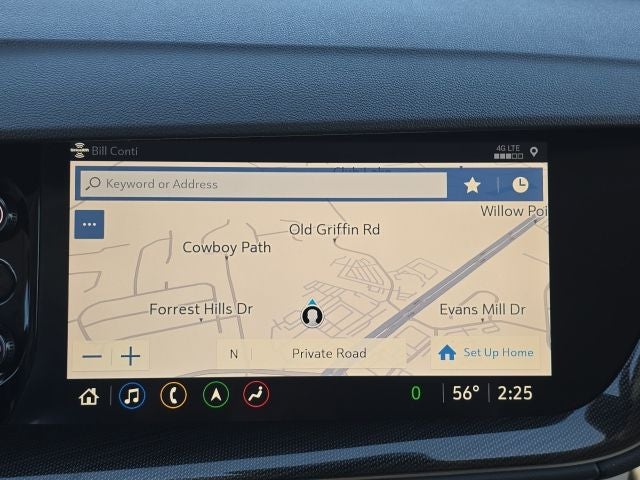 Bill Conti
4G LTE
Keyword or Address
Willow Poi
Old Griffin Rd
Cowboy Path
Forrest Hills Dr
Evans Mill Dr
N
Private Road
Set Up Home
0
56°
2:25